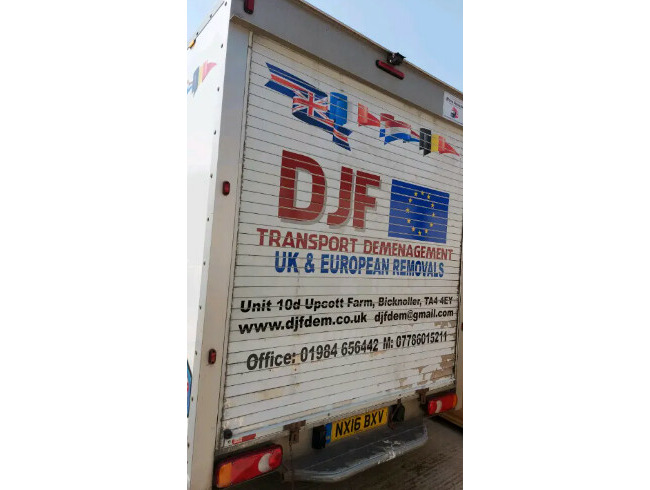 DJF
TRANSPORT DEMENAGEMENT
UK & EUROPEAN REMOVALS
Unit 10d Upcott Farm, Bicknoller, TA4 4EY
www.djfdem.co.uk djfdem@gmail.com
Office: 01984 656442 M: 07786015211
NX16 BXV